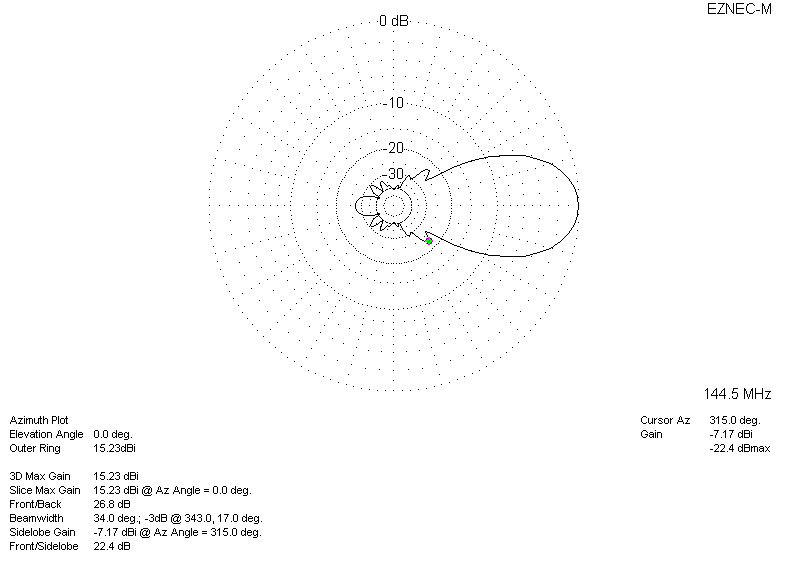 EZNEC-M
0 dB
-10
-20
-30
144.5 MHz
Azimuth Plot
Elevation Angle 0.0 deg.
Outer Ring 15.23dBi
Cursor Az 315.0 deg.
Gain -7.17 dBi
-22.4 dBmax
3D Max Gain 15.23 dBi
Slice Max Gain 15.23 dBi @ Az Angle = 0.0 deg.
Front/Back 26.8 dB
Beamwidth 34.0 deg.; -3dB @ 343.0, 17.0 deg.
Sidelobe Gain -7.17 dBi @ Az Angle = 315.0 deg.
Front/Sidelobe 22.4 dB